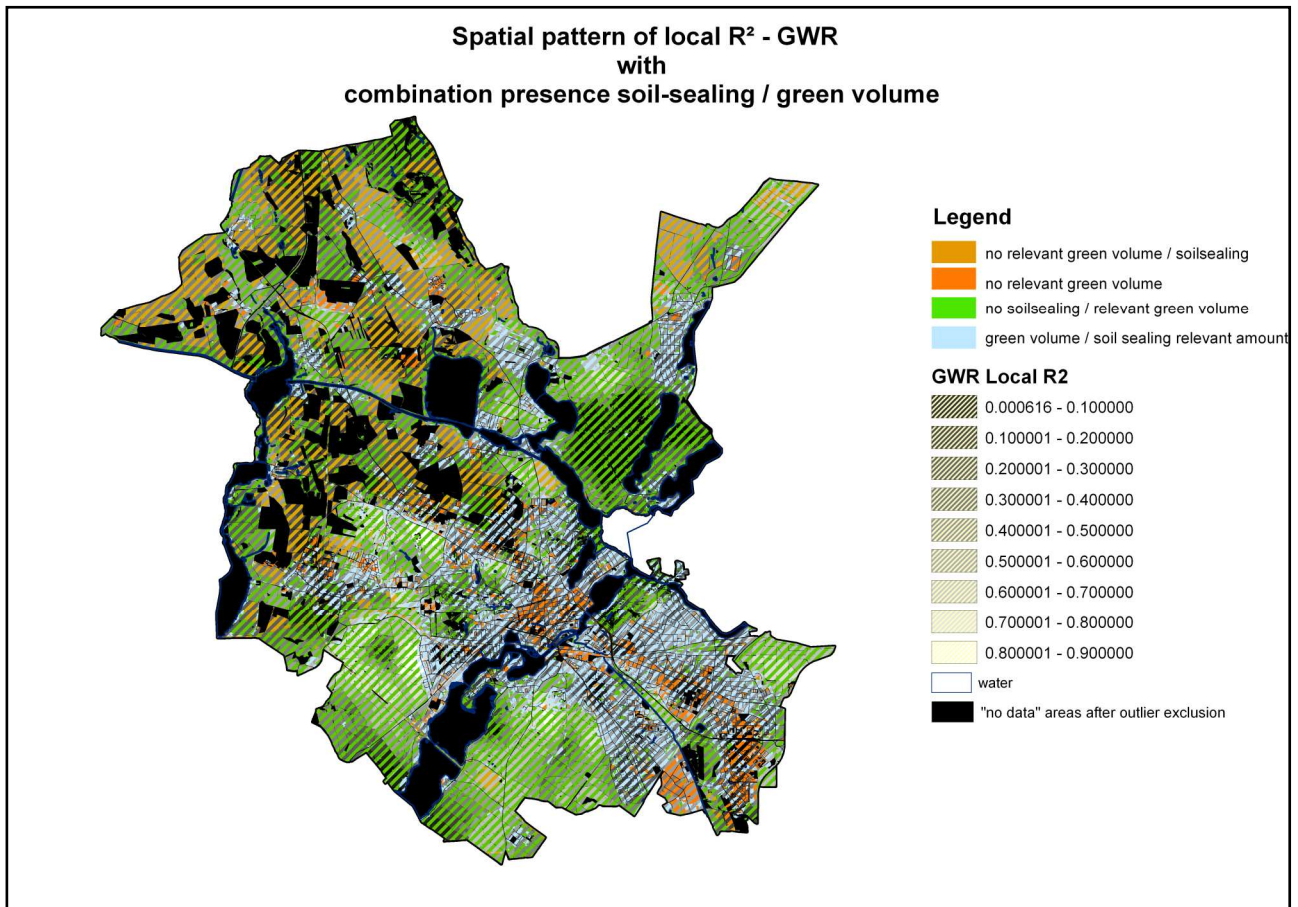 Spatial pattern of local R² - GWR
with
combination presence soil-sealing / green volume
Legend
no relevant green volume / soilsealing
no relevant green volume
no soilsealing / relevant green volume
green volume / soil sealing relevant amount
GWR Local R2
0.000616 - 0.100000
0.100001 - 0.200000
0.200001 - 0.300000
0.300001 - 0.400000
0.400001 - 0.500000
0.500001 - 0.600000
0.600001 - 0.700000
0.700001 - 0.800000
0.800001 - 0.900000
water
"no data" areas after outlier exclusion